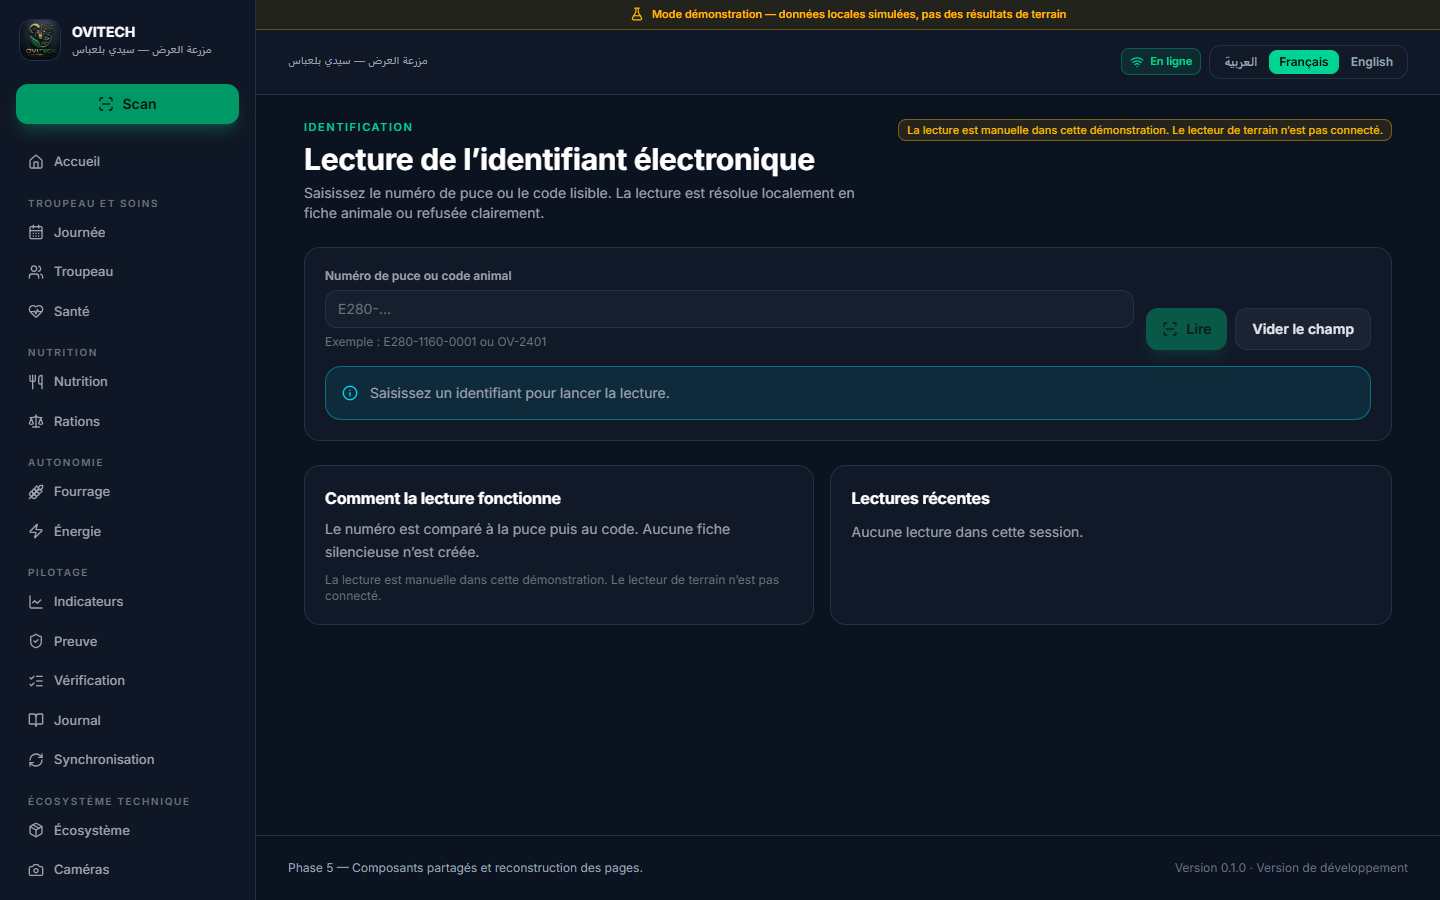 Mode démonstration — données locales simulées, pas des résultats de terrain
OVITECH
مزرعة العرض — سيدي بلعباس
Scan
Accueil
TROUPEAU ET SOINS
Journée
Troupeau
Santé
NUTRITION
Nutrition
Rations
AUTONOMIE
Fourrage
Énergie
PILOTAGE
Indicateurs
Preuve
Vérification
Journal
Synchronisation
ÉCOSYSTÈME TECHNIQUE
Écosystème
Caméras
مزرعة العرض — سيدي بلعباس
En ligne
العربية
Français
English
IDENTIFICATION
La lecture est manuelle dans cette démonstration. Le lecteur de terrain n’est pas connecté.
Lecture de l’identifiant électronique
Saisissez le numéro de puce ou le code lisible. La lecture est résolue localement en
fiche animale ou refusée clairement.
Numéro de puce ou code animal
E280-…
Lire
Vider le champ
Exemple : E280-1160-0001 ou OV-2401
Saisissez un identifiant pour lancer la lecture.
Comment la lecture fonctionne
Le numéro est comparé à la puce puis au code. Aucune fiche
silencieuse n’est créée.
La lecture est manuelle dans cette démonstration. Le lecteur de terrain n’est pas
connecté.
Lectures récentes
Aucune lecture dans cette session.
Phase 5 — Composants partagés et reconstruction des pages.
Version 0.1.0 · Version de développement